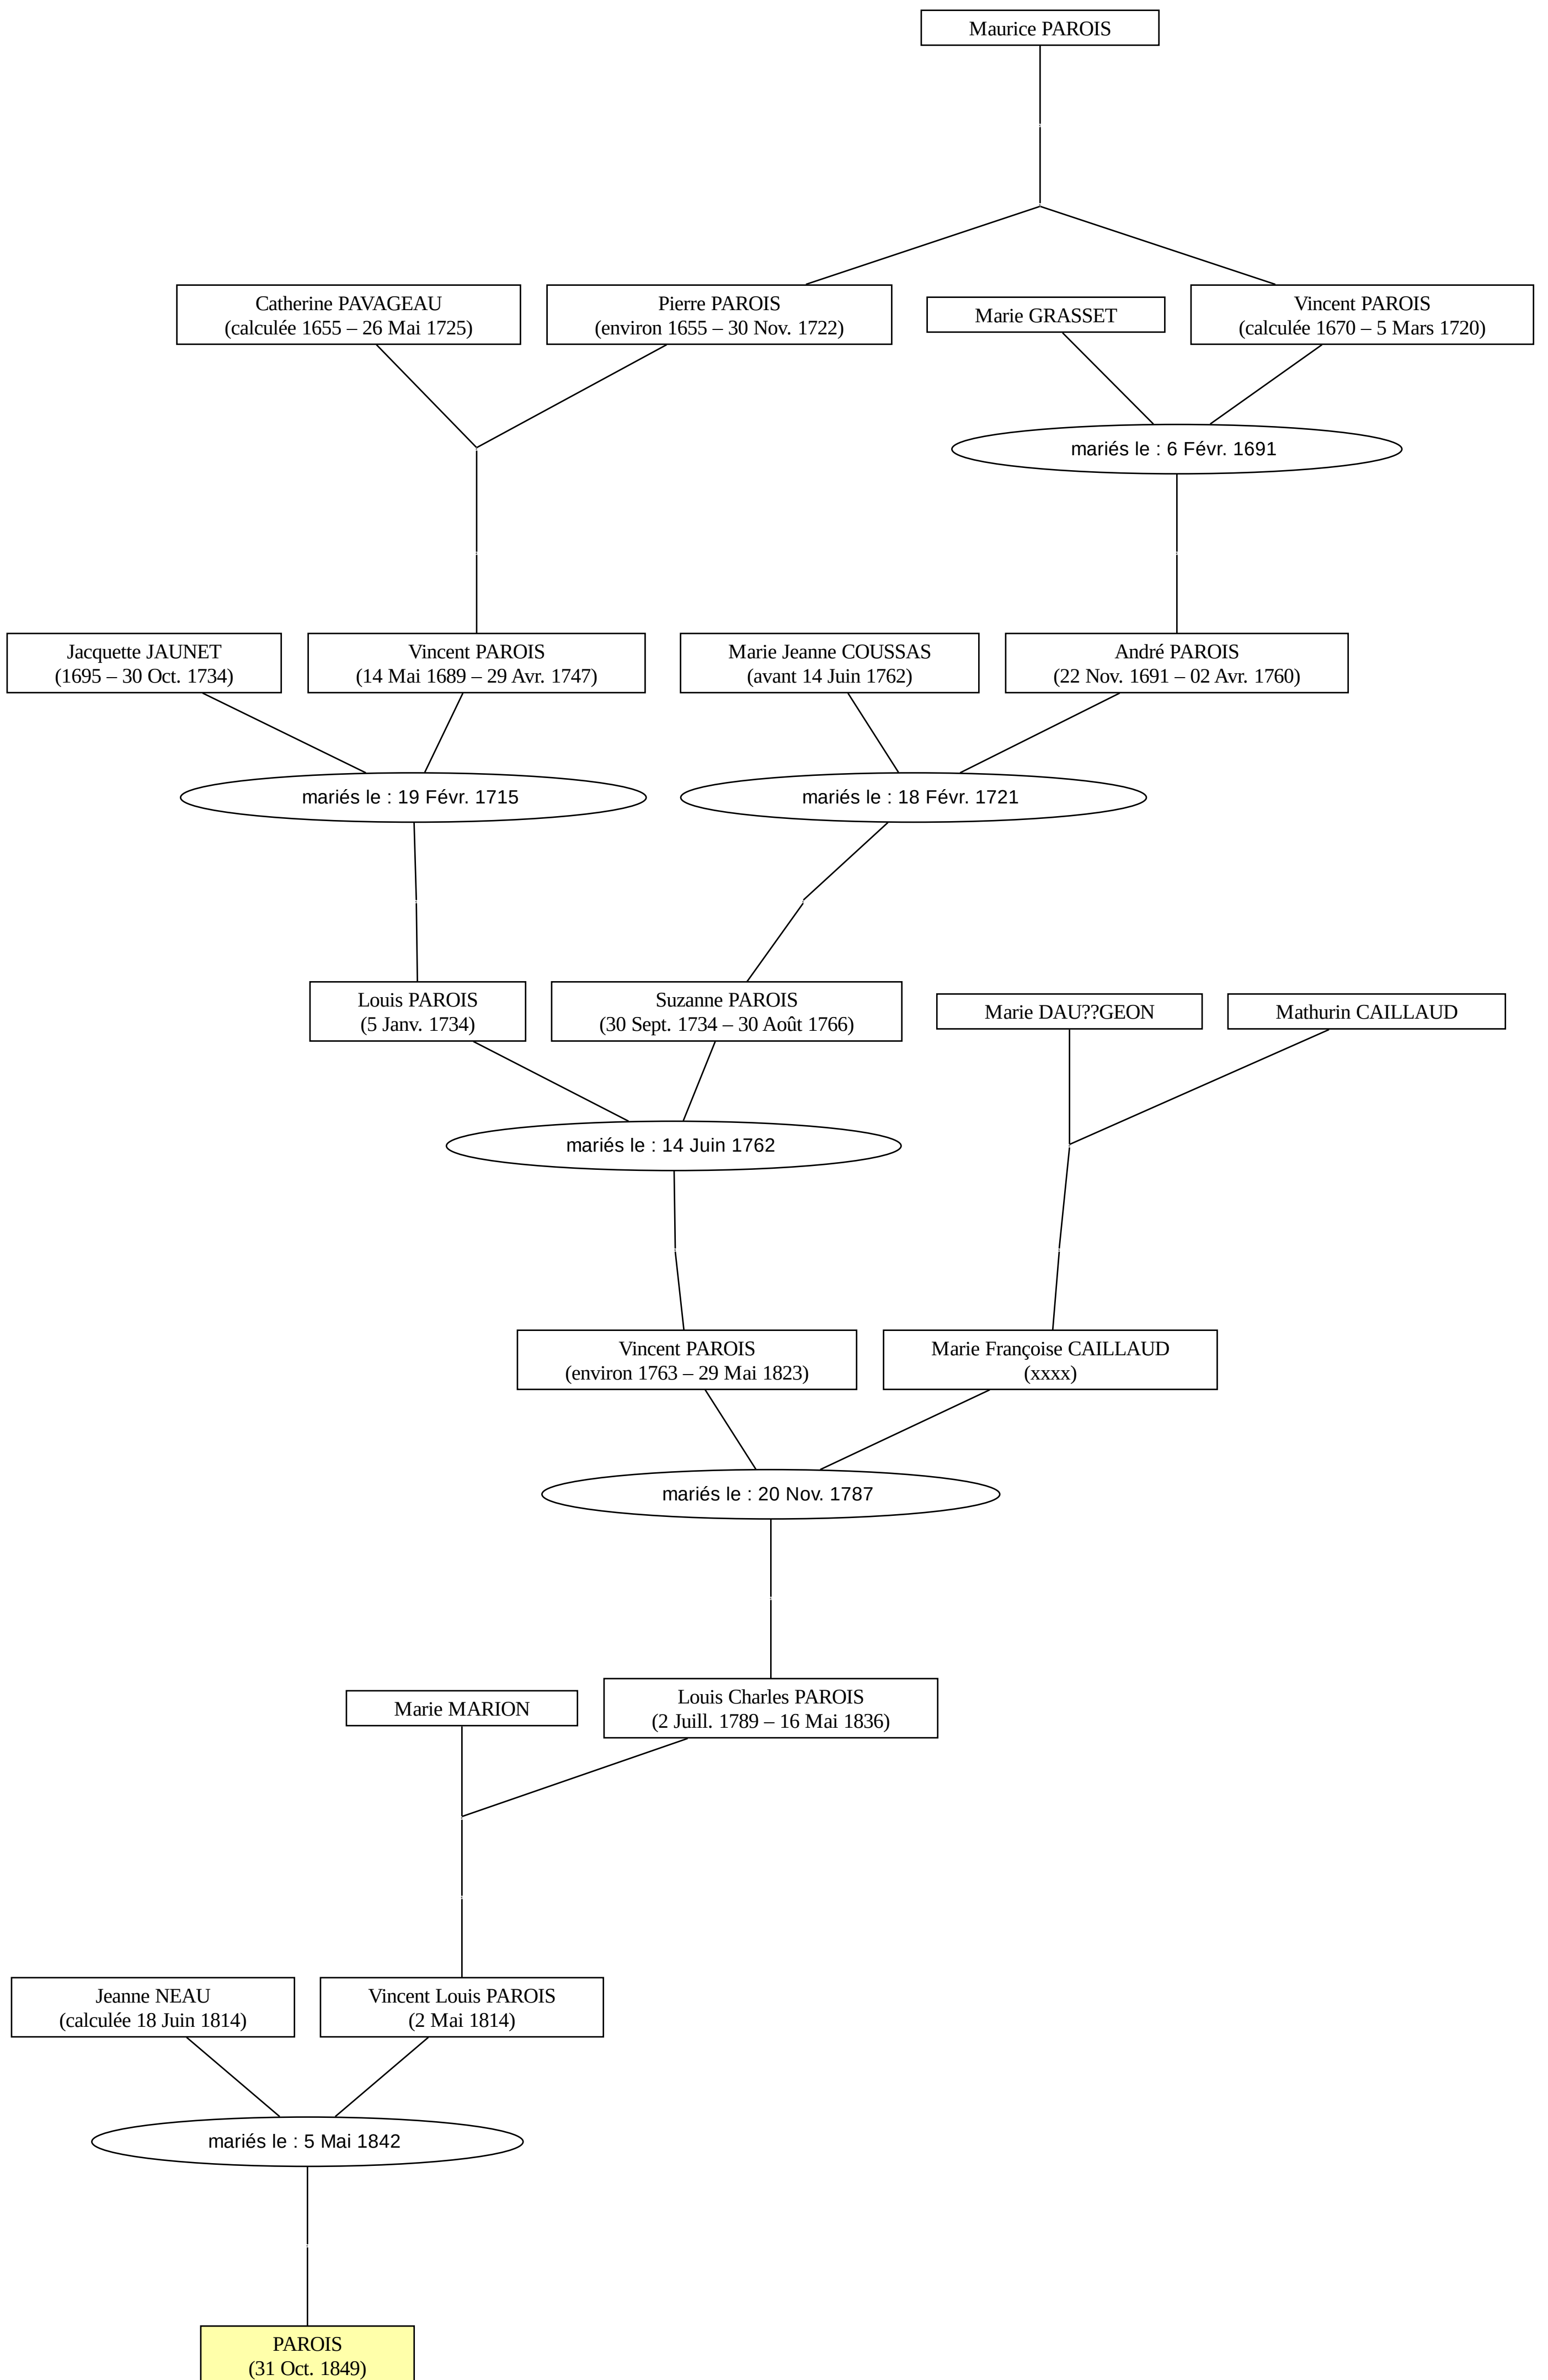 Maurice PAROIS
Catherine PAVAGEAU
(calculée 1655 – 26 Mai 1725)
Pierre PAROIS
(environ 1655 – 30 Nov. 1722)
Marie GRASSET
Vincent PAROIS
(calculée 1670 – 5 Mars 1720)
mariés le : 6 Févr. 1691
Jacquette JAUNET
(1695 – 30 Oct. 1734)
Vincent PAROIS
(14 Mai 1689 – 29 Avr. 1747)
Marie Jeanne COUSSAS
(avant 14 Juin 1762)
André PAROIS
(22 Nov. 1691 – 02 Avr. 1760)
mariés le : 19 Févr. 1715
mariés le : 18 Févr. 1721
Louis PAROIS
(5 Janv. 1734)
Suzanne PAROIS
(30 Sept. 1734 – 30 Août 1766)
Marie DAU??GEON
Mathurin CAILLAUD
mariés le : 14 Juin 1762
Vincent PAROIS
(environ 1763 – 29 Mai 1823)
Marie Françoise CAILLAUD
(xxxx)
mariés le : 20 Nov. 1787
Marie MARION
Louis Charles PAROIS
(2 Juill. 1789 – 16 Mai 1836)
Jeanne NEAU
(calculée 18 Juin 1814)
Vincent Louis PAROIS
(2 Mai 1814)
mariés le : 5 Mai 1842
PAROIS
(31 Oct. 1849)